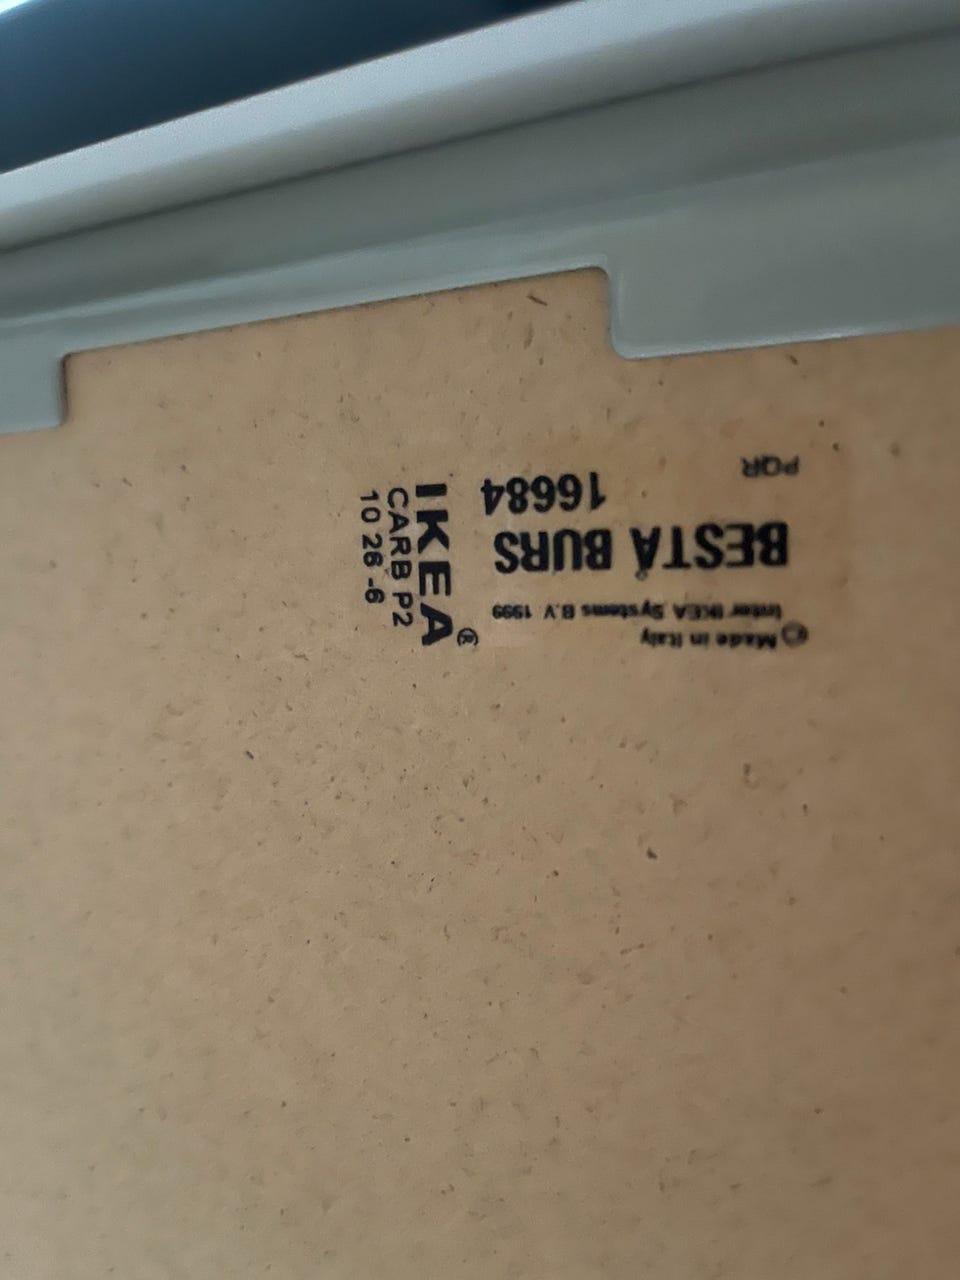 © Made in Italy
Inter IKEA Systems B.V. 1999
BESTÅ BURS
16684
PQR
IKEA®
CARB P2
10 26 -6